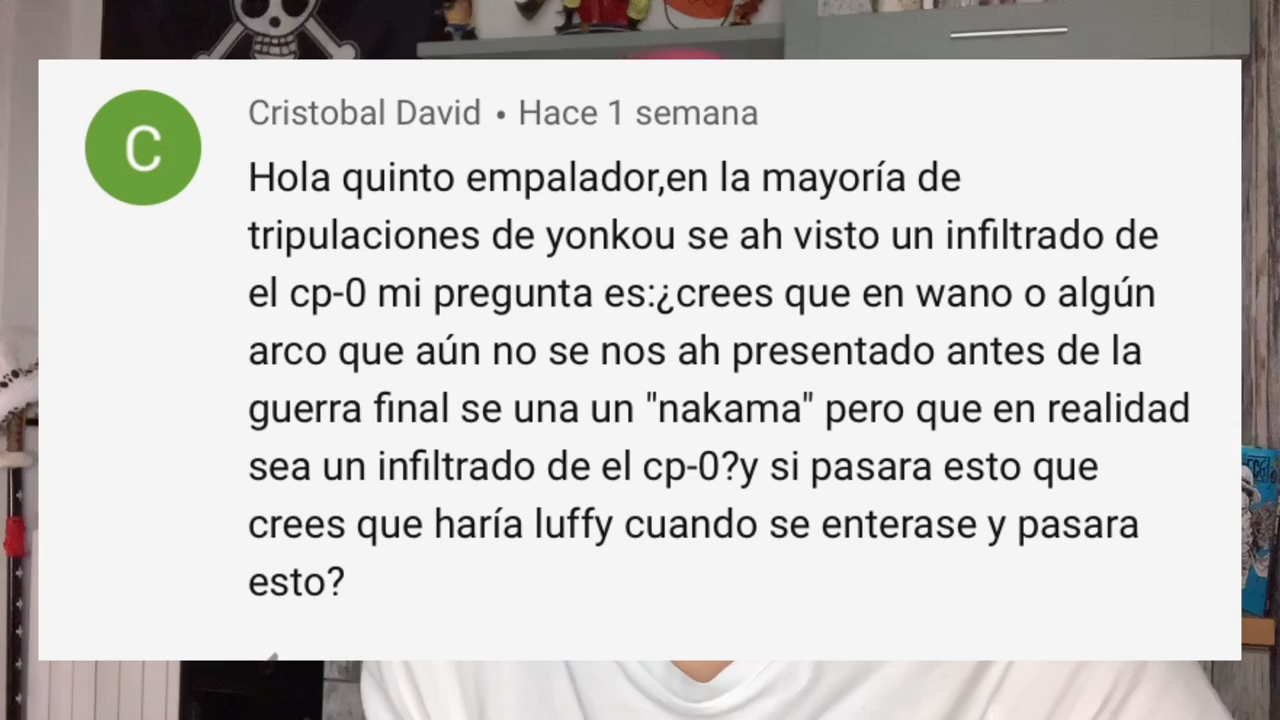 C
Cristobal David • Hace 1 semana
Hola quinto empalador,en la mayoría de
tripulaciones de yonkou se ah visto un infiltrado de
el cp-0 mi pregunta es:¿crees que en wano o algún
arco que aún no se nos ah presentado antes de la
guerra final se una un "nakama" pero que en realidad
sea un infiltrado de el cp-0?y si pasara esto que
crees que haría luffy cuando se enterase y pasara
esto?